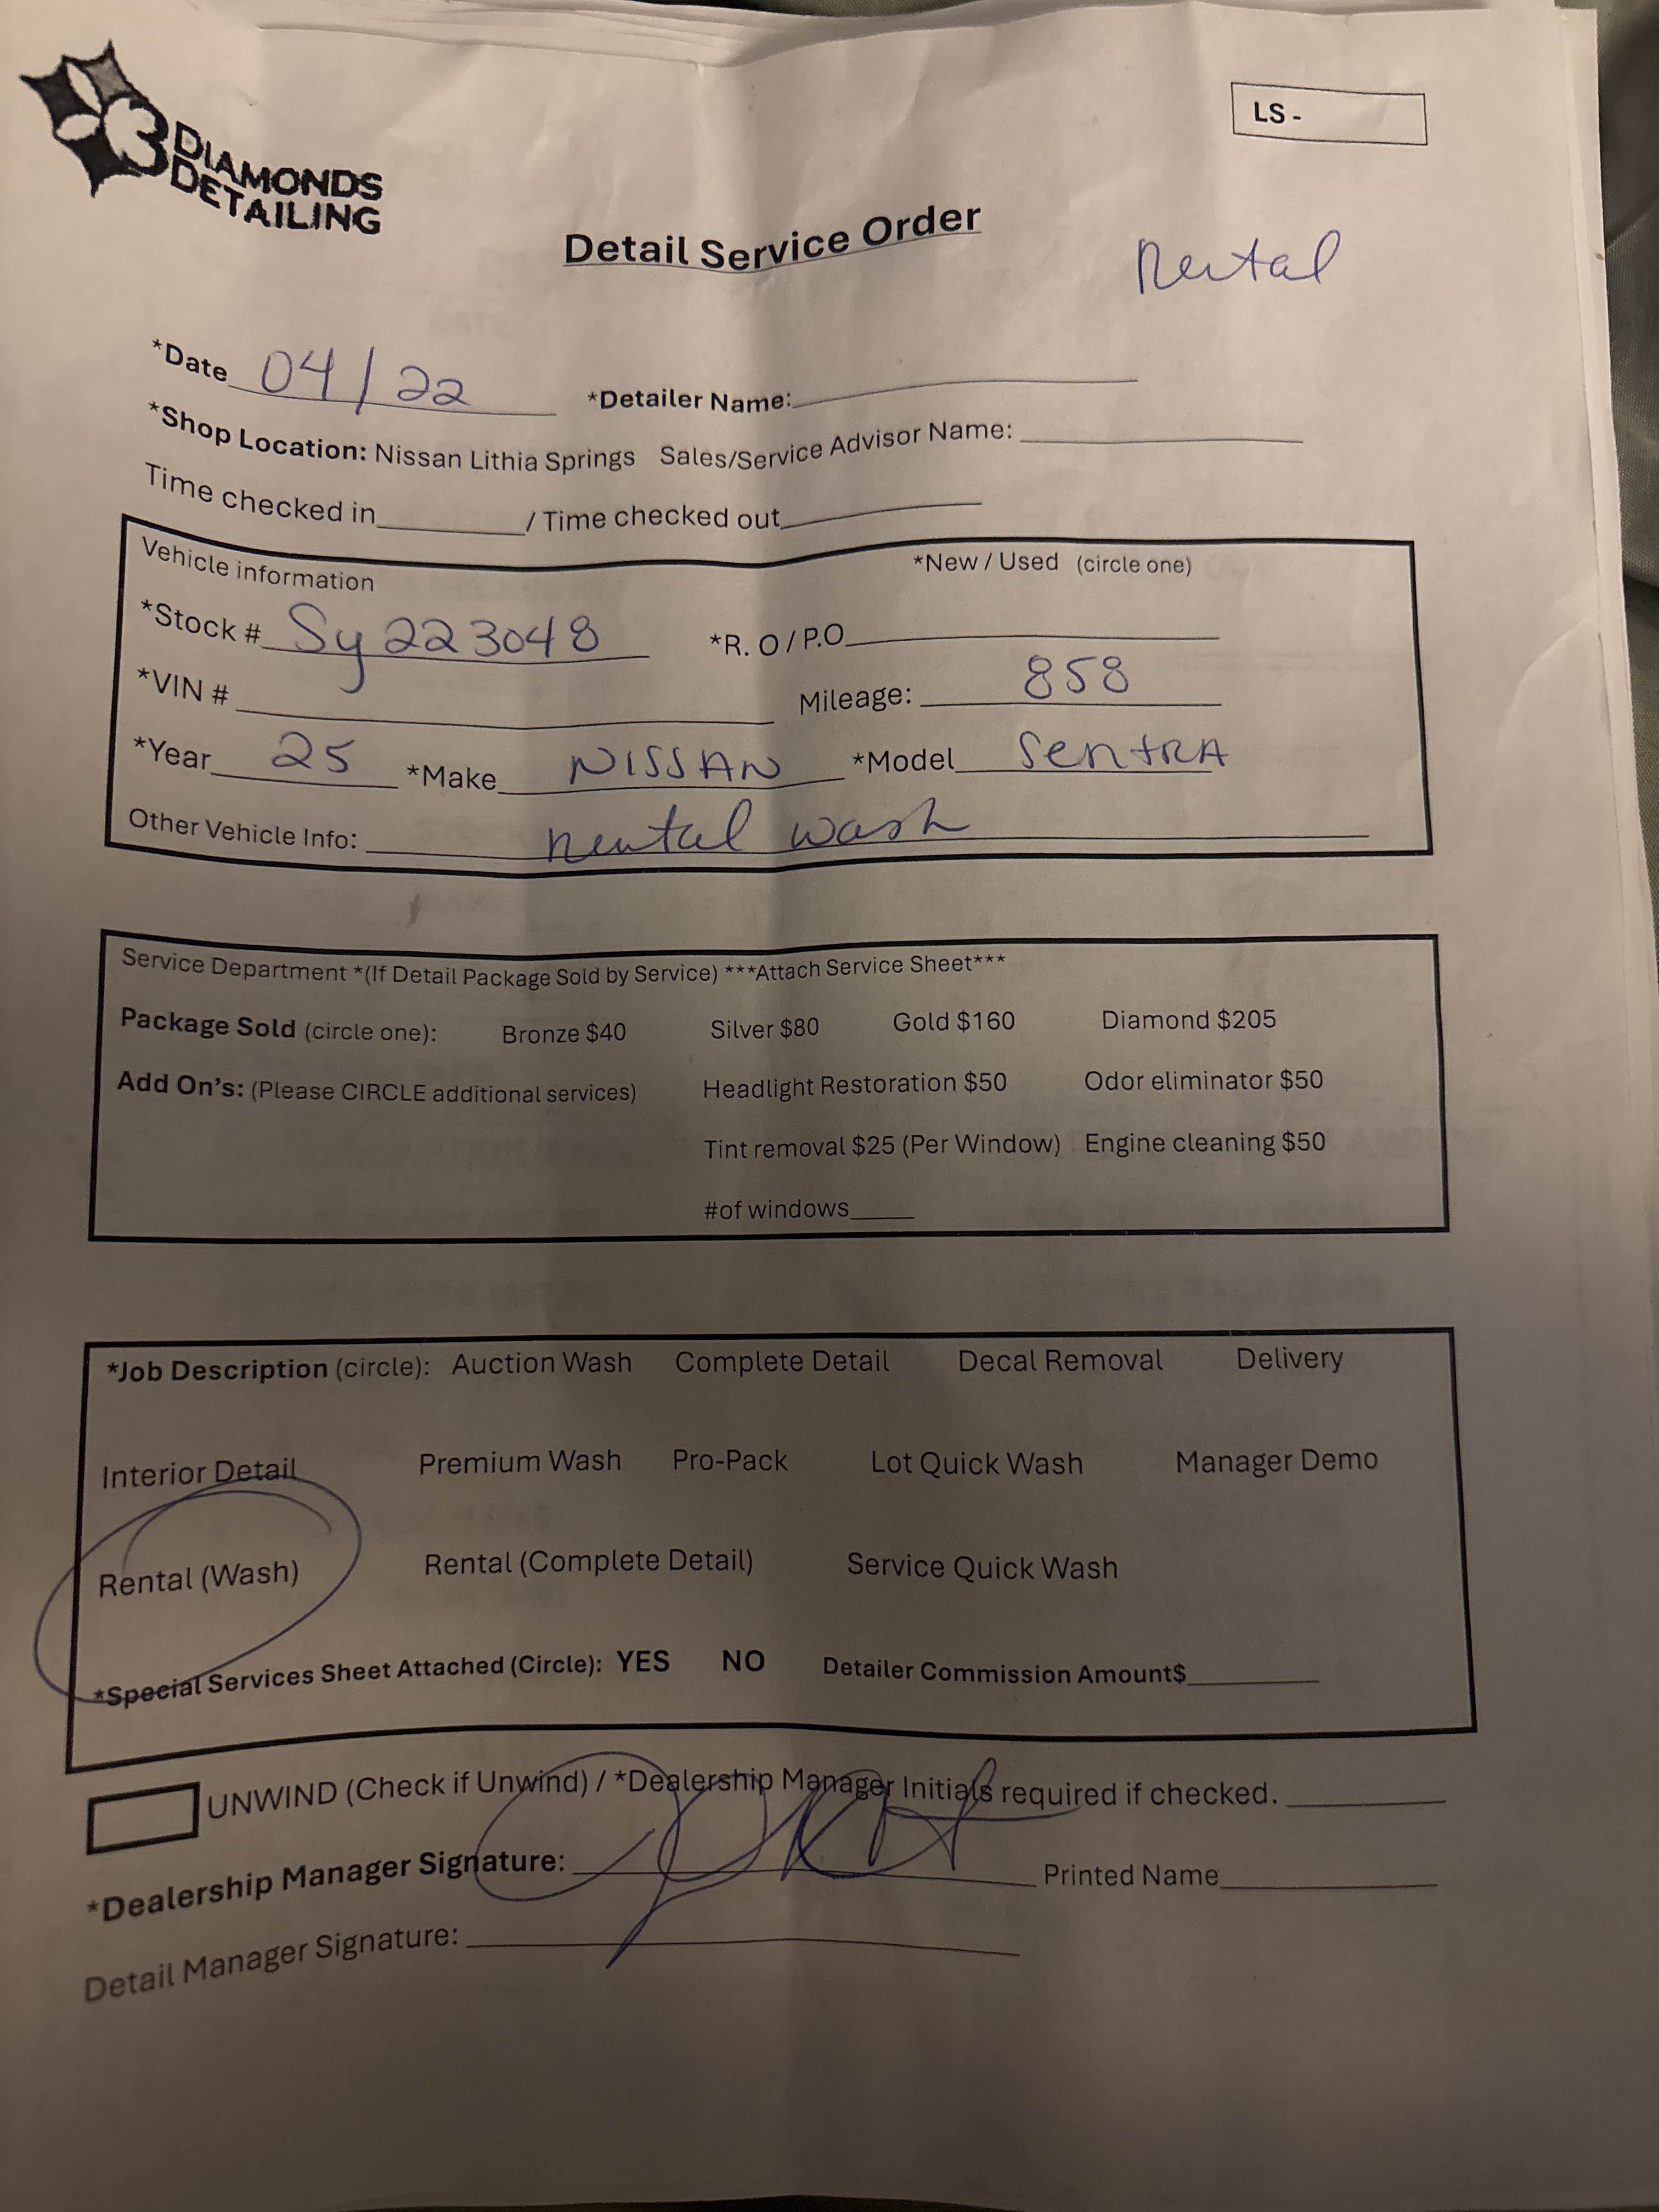 3 DIAMONDS
DETAILING
LS -
Detail Service Order
Rental
*Date 04/22 *Detailer Name:
*Shop Location: Nissan Lithia Springs Sales/Service Advisor Name:
Time checked in / Time checked out
Vehicle information *New / Used (circle one)
*Stock # Sy223048 *R. O / P.O
*VIN # Mileage: 858
*Year 25 *Make NISSAN *Model SentRA
Other Vehicle Info: rental wash
Service Department *(If Detail Package Sold by Service) ***Attach Service Sheet***
Package Sold (circle one): Bronze $40 Silver $80 Gold $160 Diamond $205
Add On's: (Please CIRCLE additional services) Headlight Restoration $50 Odor eliminator $50
Tint removal $25 (Per Window) Engine cleaning $50
#of windows
*Job Description (circle): Auction Wash Complete Detail Decal Removal Delivery
Interior Detail Premium Wash Pro-Pack Lot Quick Wash Manager Demo
Rental (Wash) Rental (Complete Detail) Service Quick Wash
*Special Services Sheet Attached (Circle): YES NO Detailer Commission Amount$
UNWIND (Check if Unwind) / *Dealership Manager Initials required if checked.
*Dealership Manager Signature: Printed Name
Detail Manager Signature: